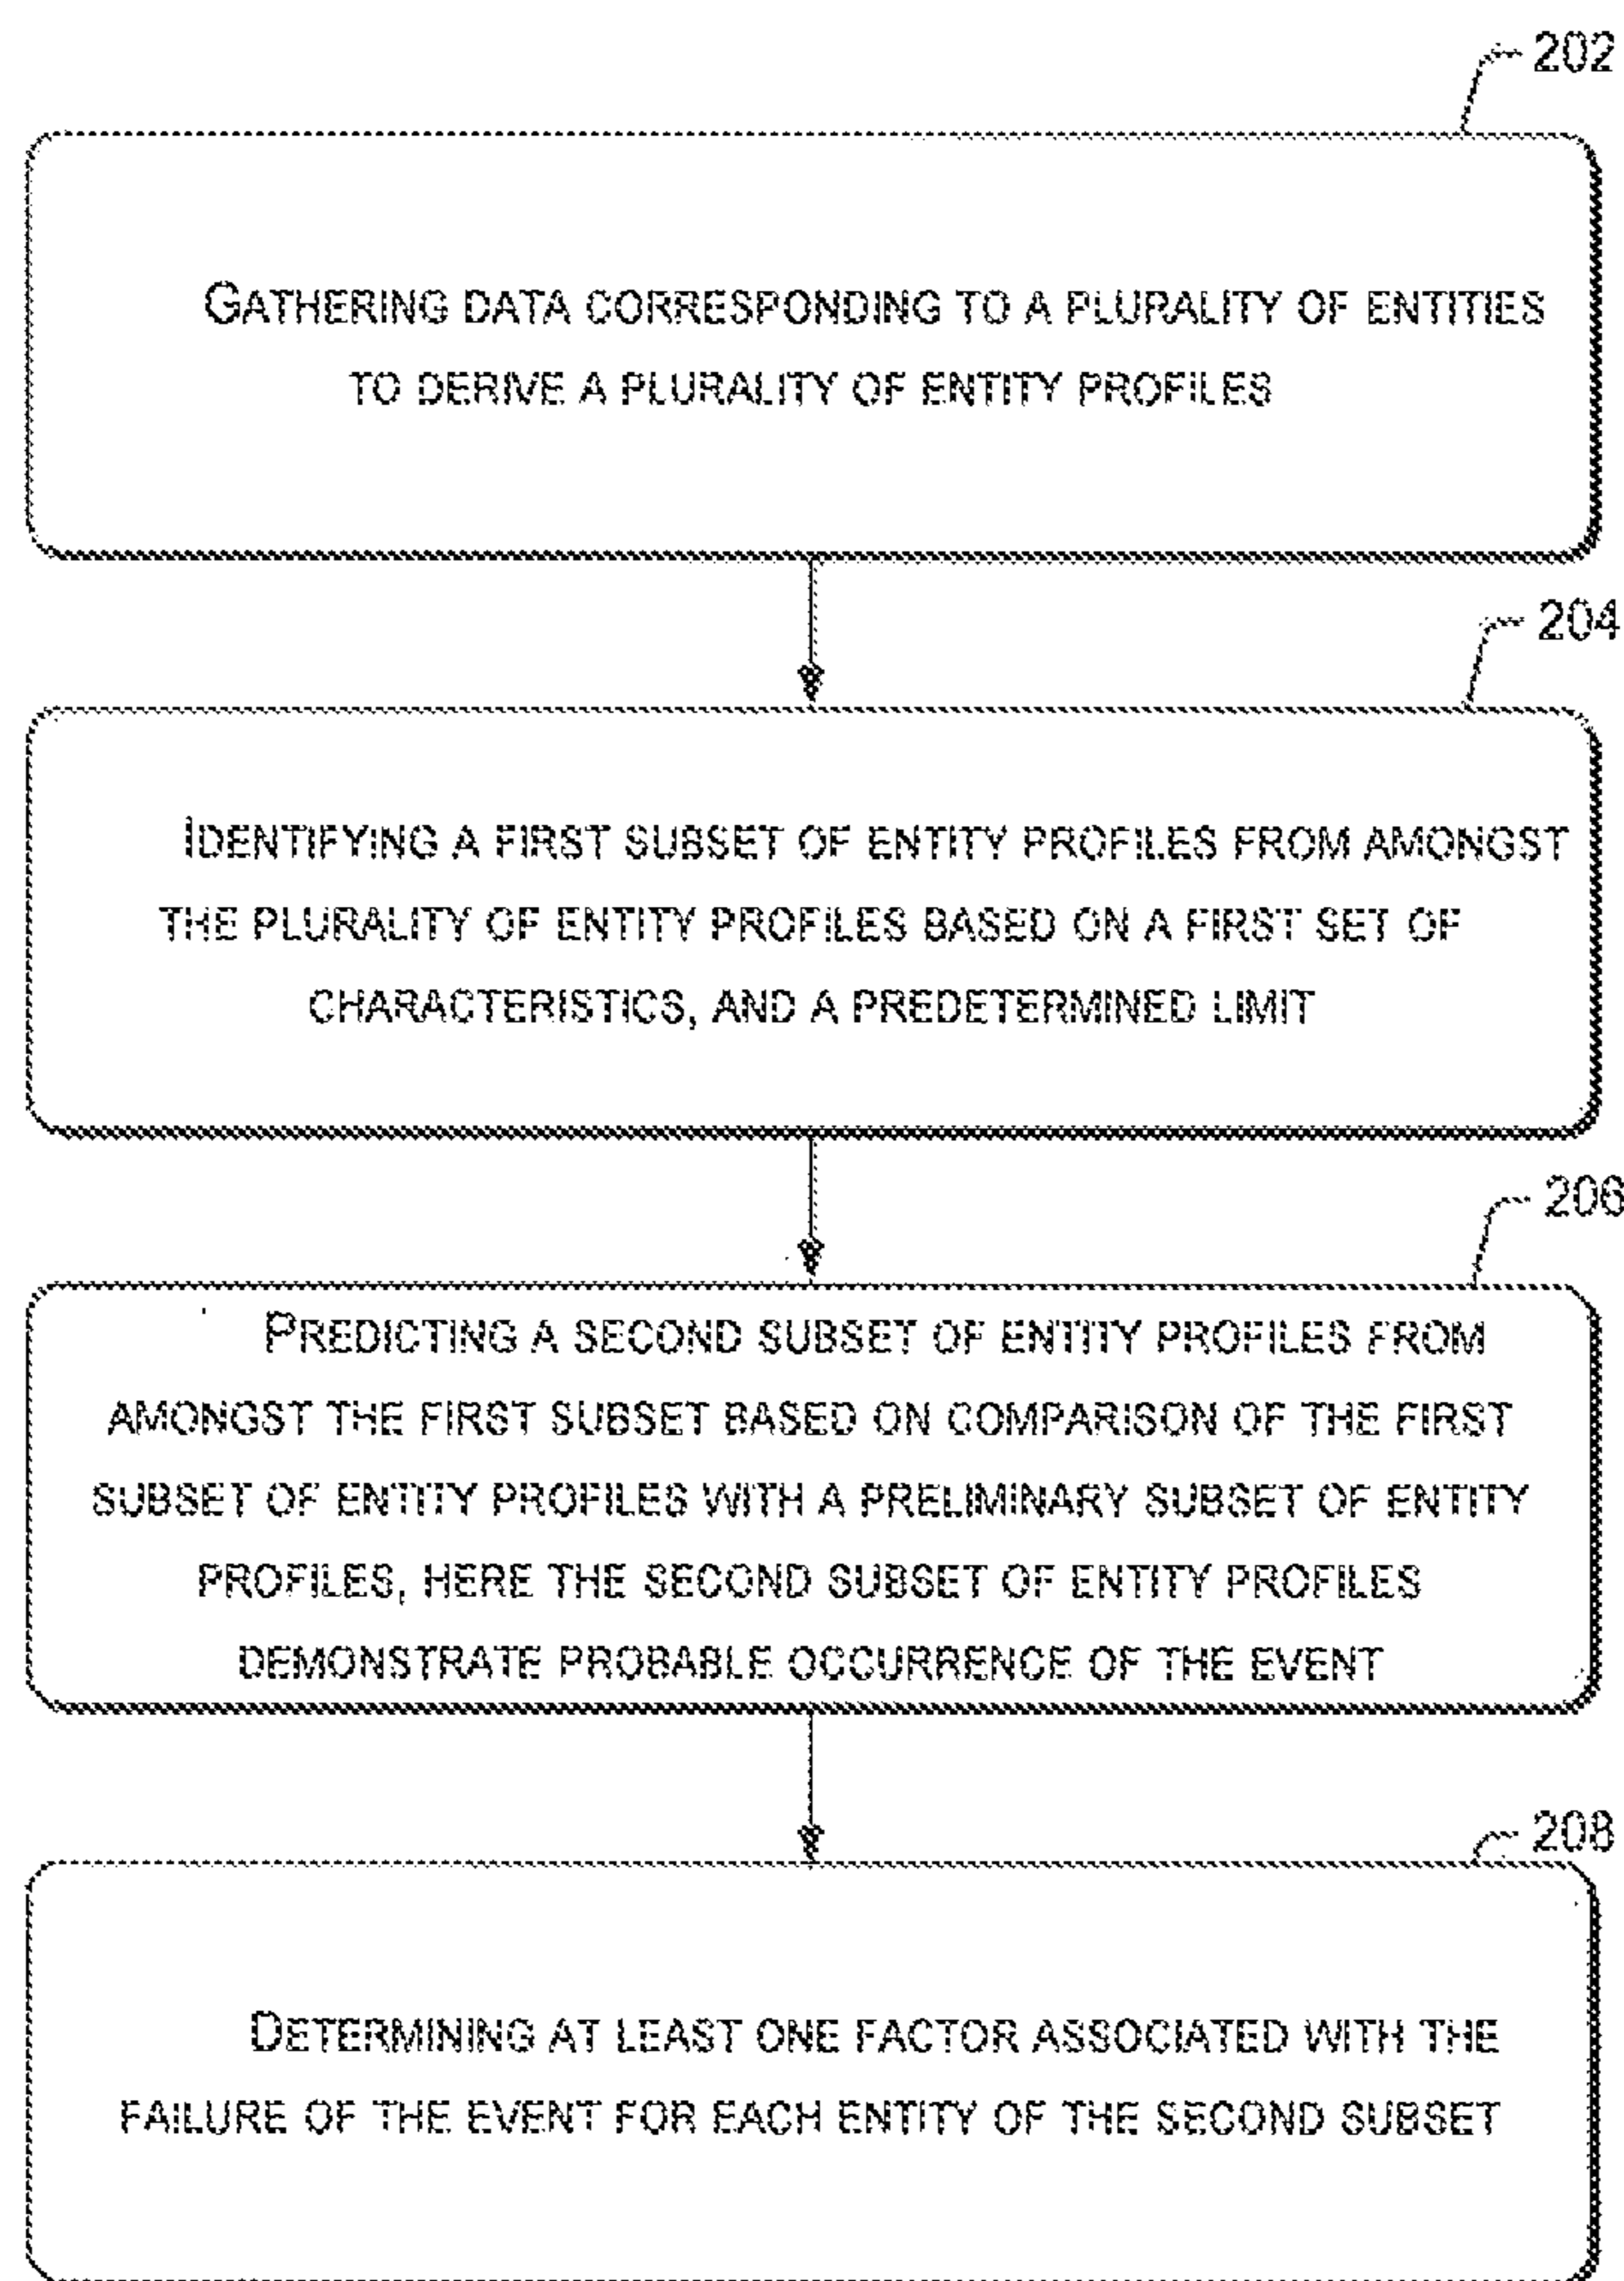 202
GATHERING DATA CORRESPONDING TO A PLURALITY OF ENTITIES
TO DERIVE A PLURALITY OF ENTITY PROFILES
204
IDENTIFYING A FIRST SUBSET OF ENTITY PROFILES FROM AMONGST
THE PLURALITY OF ENTITY PROFILES BASED ON A FIRST SET OF
CHARACTERISTICS, AND A PREDETERMINED LIMIT
206
PREDICTING A SECOND SUBSET OF ENTITY PROFILES FROM
AMONGST THE FIRST SUBSET BASED ON COMPARISON OF THE FIRST
SUBSET OF ENTITY PROFILES WITH A PRELIMINARY SUBSET OF ENTITY
PROFILES, HERE THE SECOND SUBSET OF ENTITY PROFILES
DEMONSTRATE PROBABLE OCCURRENCE OF THE EVENT
208
DETERMINING AT LEAST ONE FACTOR ASSOCIATED WITH THE
FAILURE OF THE EVENT FOR EACH ENTITY OF THE SECOND SUBSET